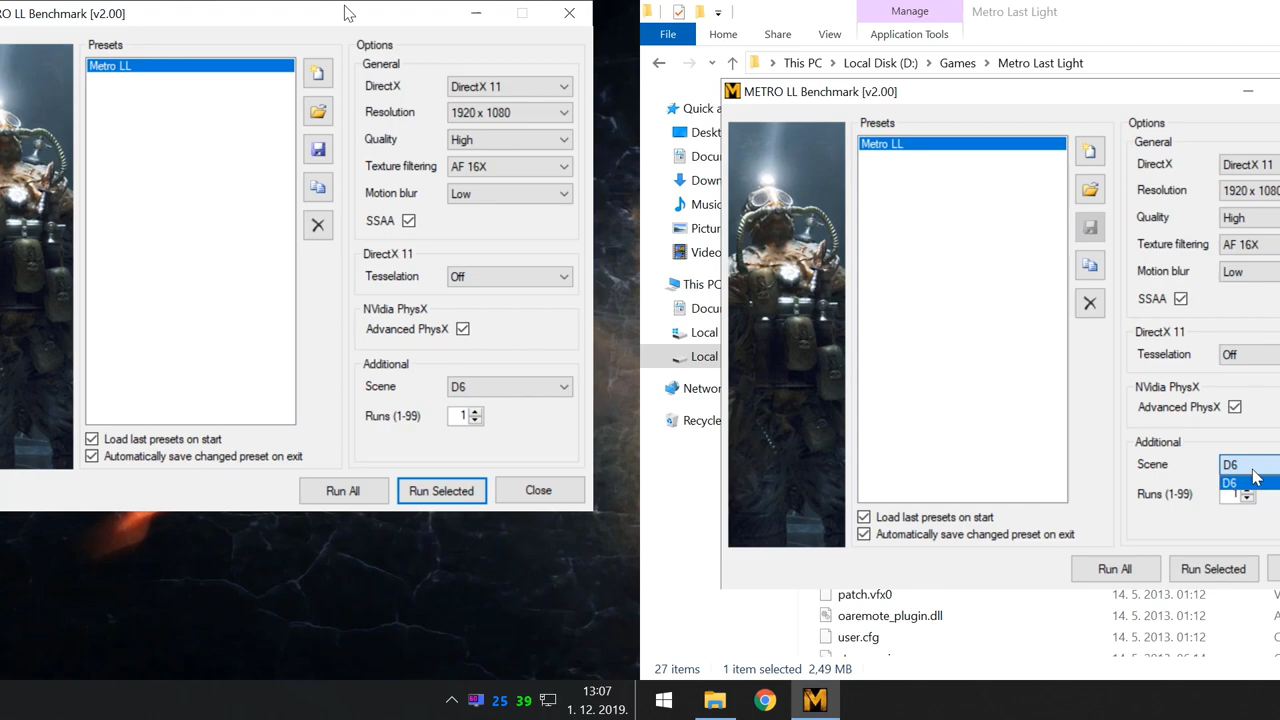 RO LL Benchmark [v2.00]
Presets
Metro LL
Options
General
DirectX
DirectX 11
Resolution
1920 x 1080
Quality
High
Texture filtering
AF 16X
Motion blur
Low
SSAA
DirectX 11
Tesselation
Off
NVidia PhysX
Advanced PhysX
Additional
Scene
D6
Runs (1-99)
1
Load last presets on start
Automatically save changed preset on exit
Run All
Run Selected
Close
13:07
25
39
1. 12. 2019.
Manage
Metro Last Light
File
Home
Share
View
Application Tools
This PC
Local Disk (D:)
Games
Metro Last Light
Quick a
Deskt
Docu
Down
Music
Pictur
Video
This PC
Docu
Local
Local
Networ
Recycle
METRO LL Benchmark [v2.00]
Presets
Metro LL
Options
General
DirectX
DirectX 11
Resolution
1920 x 1080
Quality
High
Texture filtering
AF 16X
Motion blur
Low
SSAA
DirectX 11
Tesselation
Off
NVidia PhysX
Advanced PhysX
Additional
Scene
D6
D6
Runs (1-99)
1
Load last presets on start
Automatically save changed preset on exit
Run All
Run Selected
patch.vfx0
14. 5. 2013. 01:12
oaremote_plugin.dll
14. 5. 2013. 01:12
user.cfg
14. 5. 2013. 01:12
27 items
1 item selected
2,49 MB